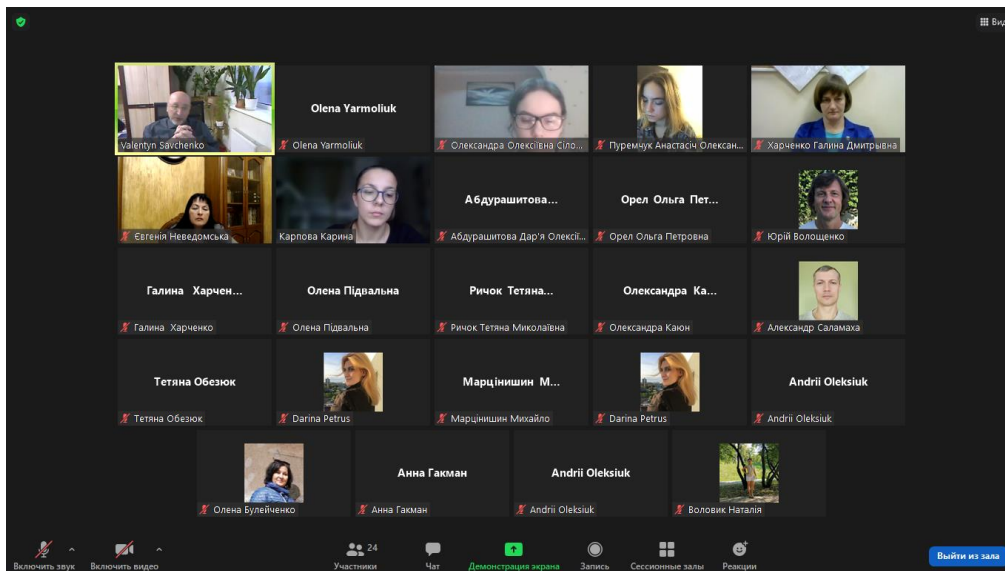 Вид
Valentyn Savchenko
Olena Yarmoliuk
Olena Yarmoliuk
Олександра Олексіївна Сіло...
Пуремчук Анастасіч Олексан...
Харченко Галина Дмитрывна
Євгенія Неведомська
Карпова Карина
Абдурашитова...
Абдурашитова Дар'я Олексії...
Орел Ольга Пет...
Орел Ольга Петровна
Юрій Волощенко
Галина Харчен...
Галина Харченко
Олена Підвальна
Олена Підвальна
Ричок Тетяна...
Ричок Тетяна Миколаївна
Олександра Ка...
Олександра Каюн
Александр Саламаха
Тетяна Обезюк
Тетяна Обезюк
Darina Petrus
Марцінишин М...
Марцінишин Михайло
Darina Petrus
Andrii Oleksiuk
Andrii Oleksiuk
Олена Булейченко
Анна Гакман
Анна Гакман
Andrii Oleksiuk
Andrii Oleksiuk
Воловик Наталія
Включить звук
Включить видео
24
Участники
Чат
Демонстрация экрана
Запись
Сессионные залы
Реакции
Выйти из зала